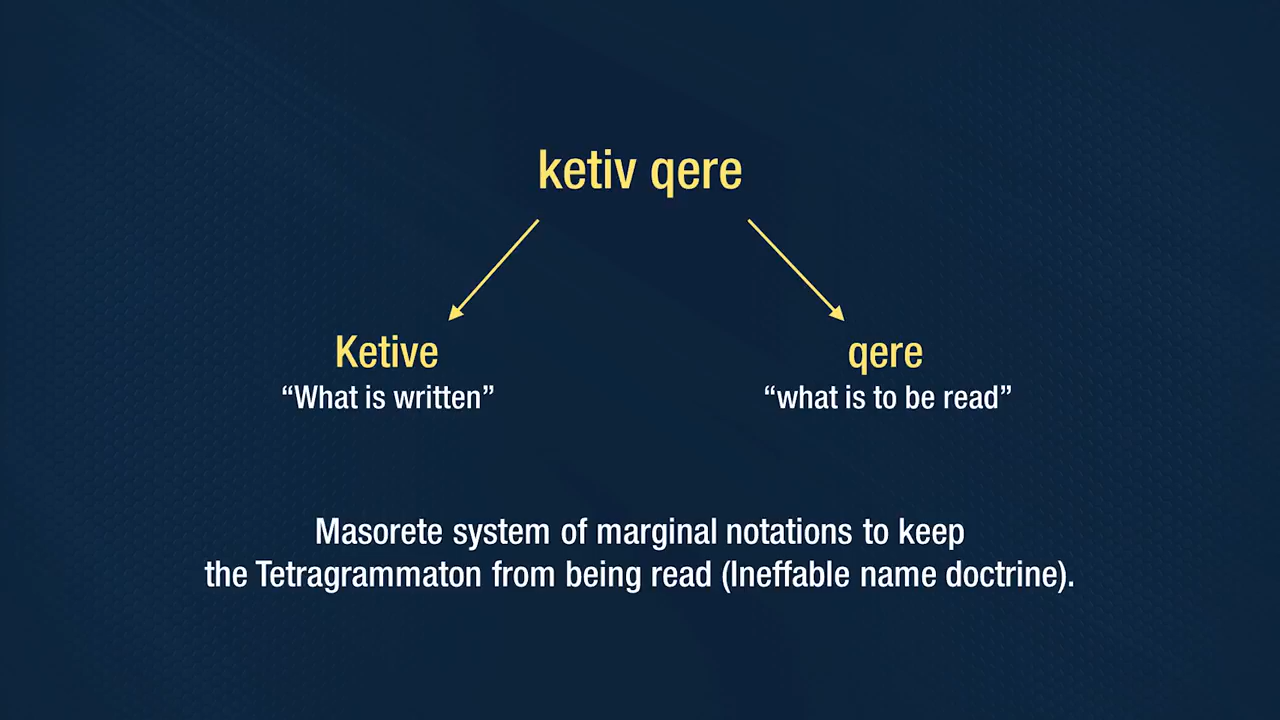 ketiv qere
Ketive
“What is written”
qere
“what is to be read”
Masorete system of marginal notations to keep
the Tetragrammaton from being read (Ineffable name doctrine).